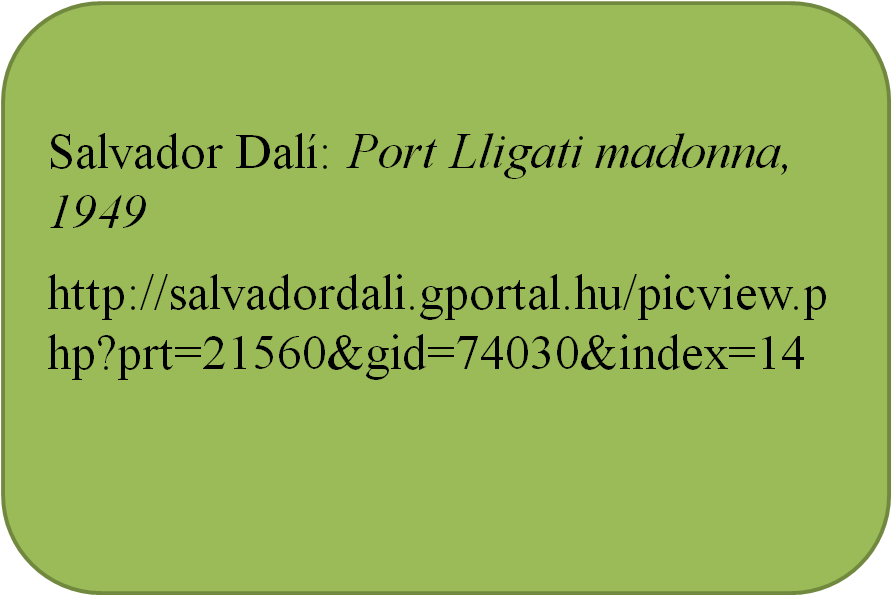 Salvador Dalí: Port Lligati madonna,
1949
http://salvadordali.gportal.hu/picview.p
hp?prt=21560&gid=74030&index=14